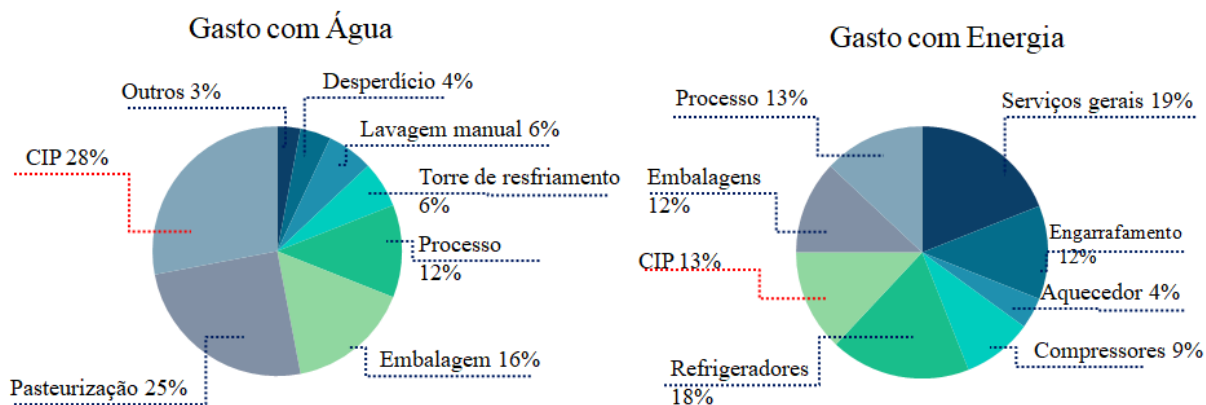 Gasto com Água
Outros 3%
Desperdício 4%
Lavagem manual 6%
CIP 28%
Torre de resfriamento
6%
Processo
12%
Embalagem 16%
Pasteurização 25%
Gasto com Energia
Processo 13%
Serviços gerais 19%
Embalagens
12%
Engarrafamento
12%
CIP 13%
Aquecedor 4%
Compressores 9%
Refrigeradores
18%